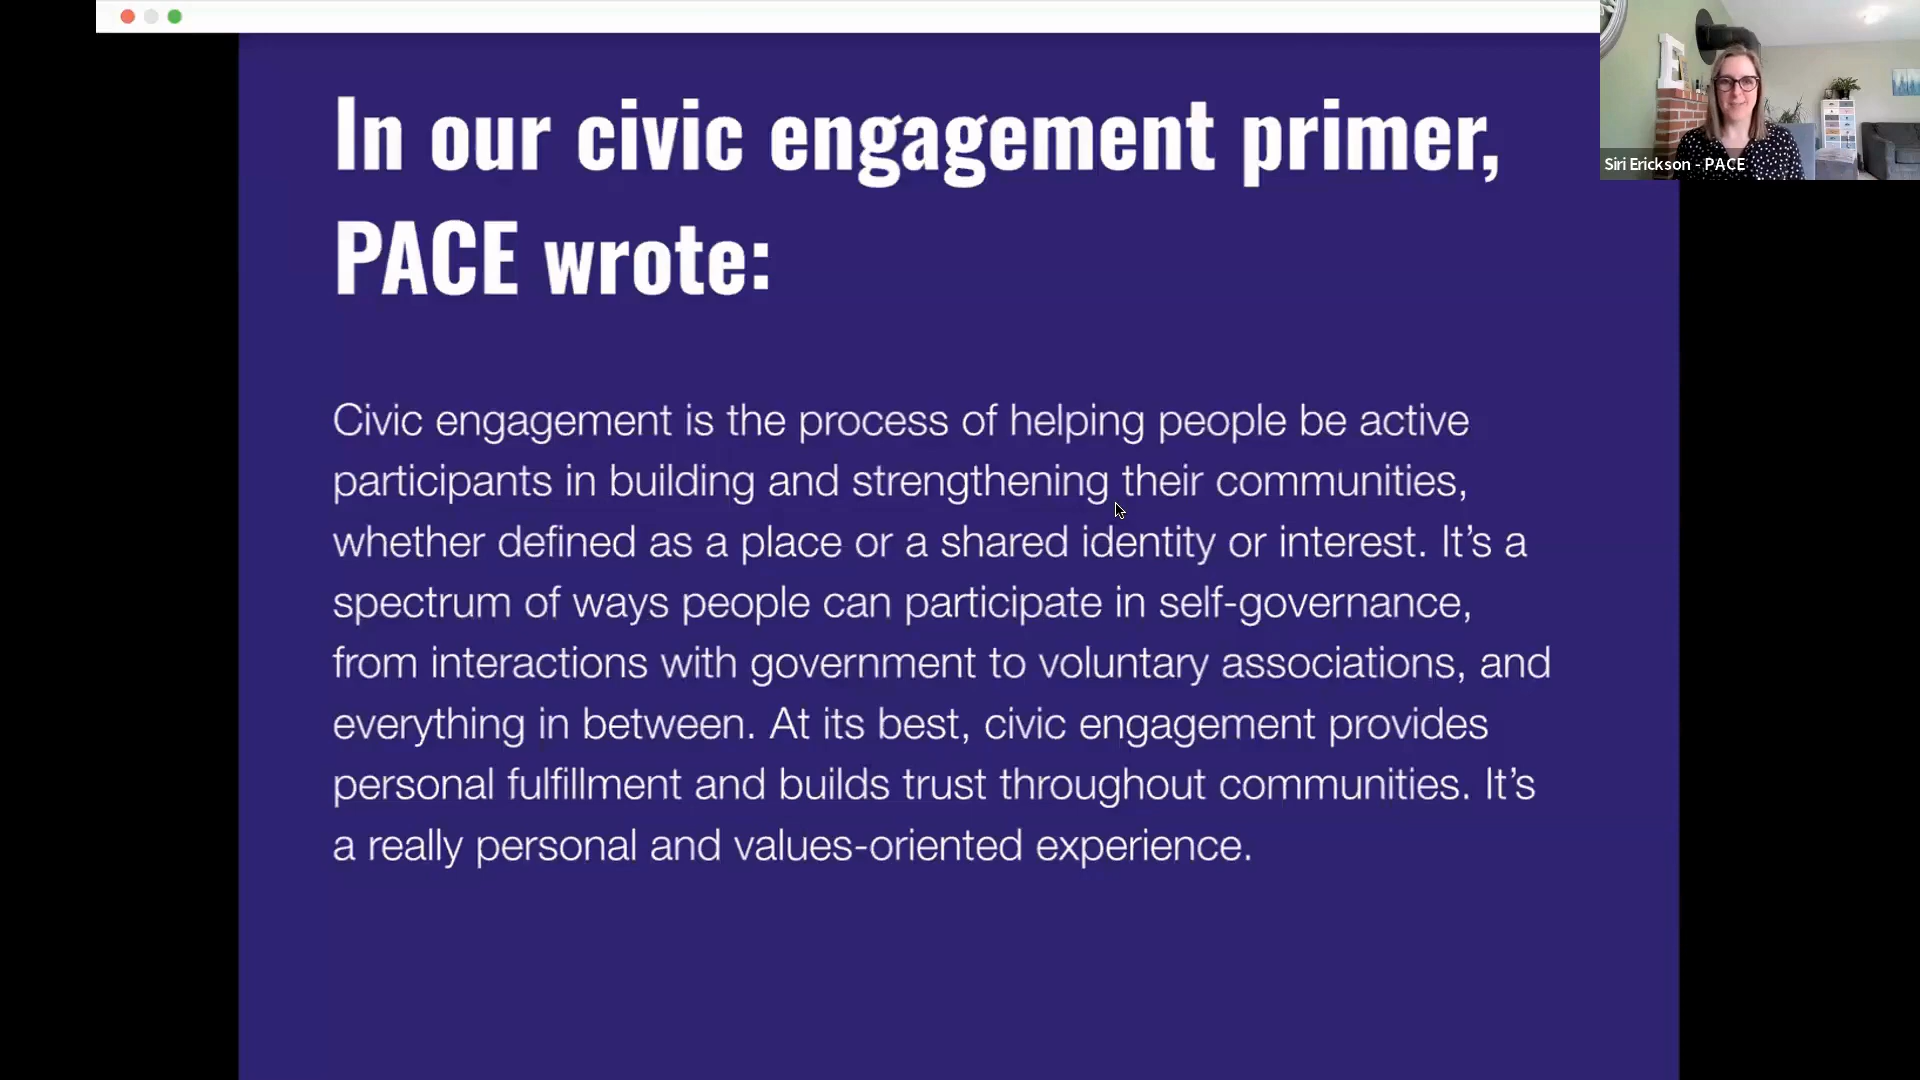 In our civic engagement primer,
PACE wrote:
Civic engagement is the process of helping people be active
participants in building and strengthening their communities,
whether defined as a place or a shared identity or interest. It’s a
spectrum of ways people can participate in self-governance,
from interactions with government to voluntary associations, and
everything in between. At its best, civic engagement provides
personal fulfillment and builds trust throughout communities. It’s
a really personal and values-oriented experience.
Siri Erickson - PACE